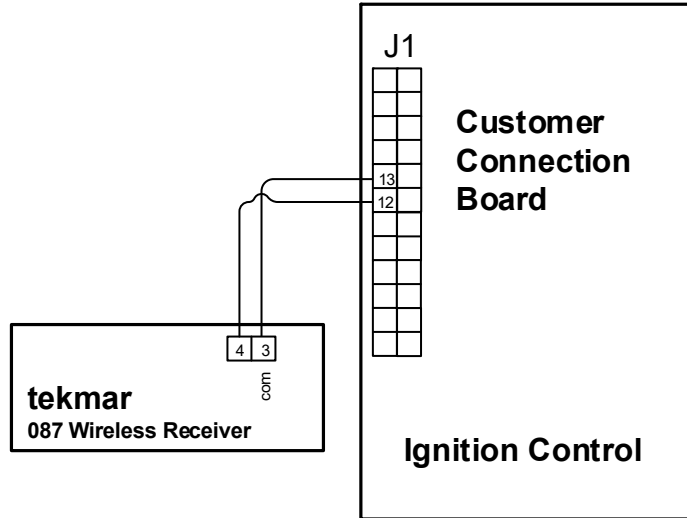 J1
Customer
Connection
Board
13
12
4 3
com
tekmar
087 Wireless Receiver
Ignition Control